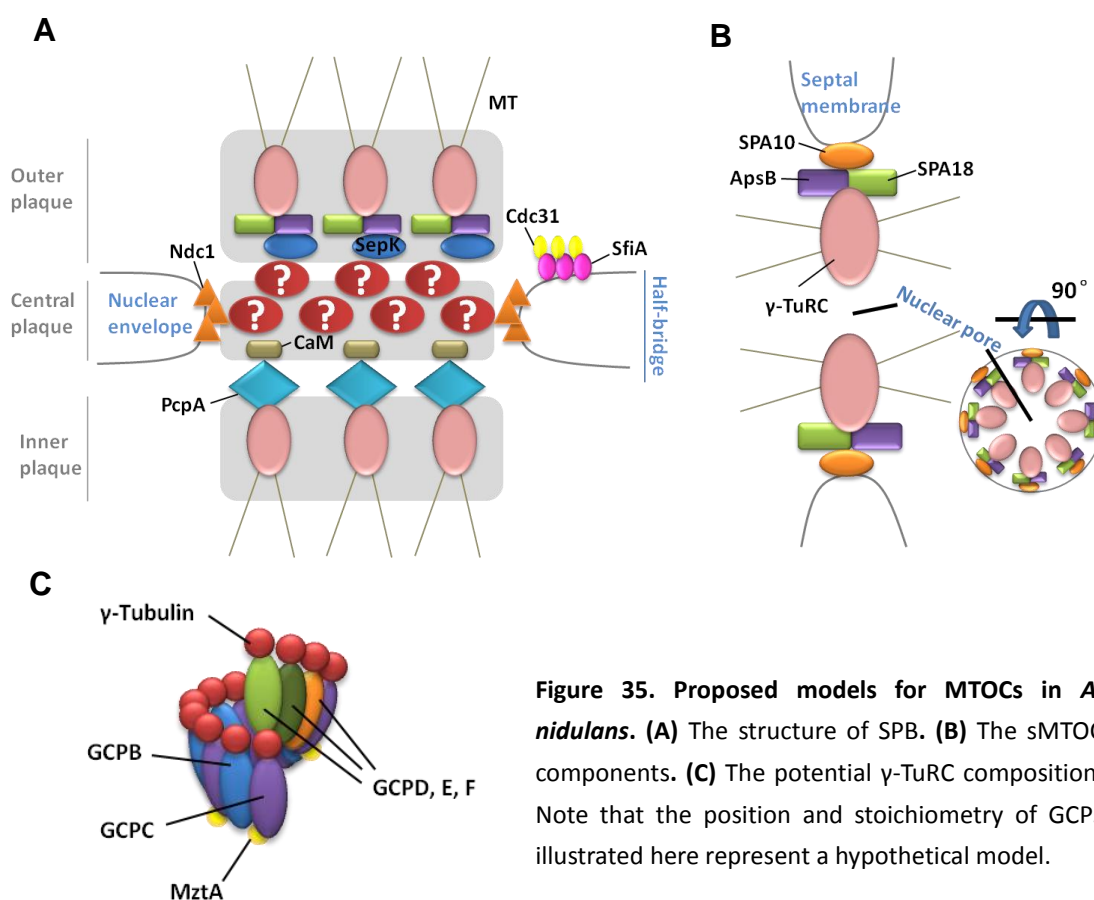 A
MT
Outer
plaque
Cdc31
SepK
SfiA
Ndc1
? ? ?
Central
plaque
Nuclear
envelope
? ? ? ?
CaM
Half-bridge
PcpA
Inner
plaque
B
Septal
membrane
SPA10
ApsB
SPA18
γ-TuRC
Nuclear pore
90°
C
γ-Tubulin
GCPB
GCPC
GCPD, E, F
MztA
Figure 35. Proposed models for MTOCs in A.
nidulans. (A) The structure of SPB. (B) The sMTOC
components. (C) The potential γ-TuRC composition.
Note that the position and stoichiometry of GCPs
illustrated here represent a hypothetical model.